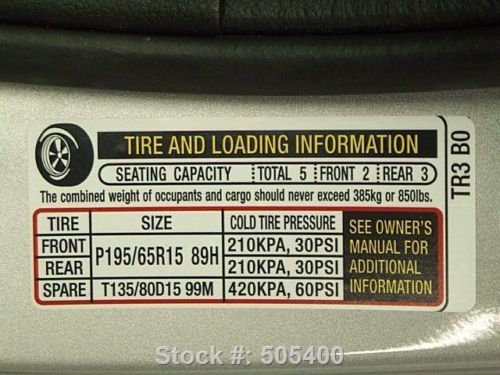 TIRE AND LOADING INFORMATION
SEATING CAPACITY TOTAL 5 FRONT 2 REAR 3
The combined weight of occupants and cargo should never exceed 385kg or 850lbs.
TIRE SIZE COLD TIRE PRESSURE
FRONT P195/65R15 89H 210KPA, 30PSI
REAR 210KPA, 30PSI
SPARE T135/80D15 99M 420KPA, 60PSI
SEE OWNER'S
MANUAL FOR
ADDITIONAL
INFORMATION
TR3 B0
Stock #: 505400